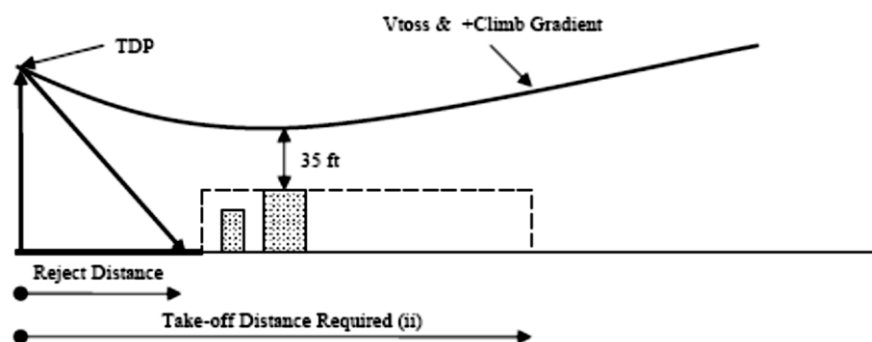 Vtoss & +Climb Gradient
TDP
35 ft
Reject Distance
Take-off Distance Required (ii)